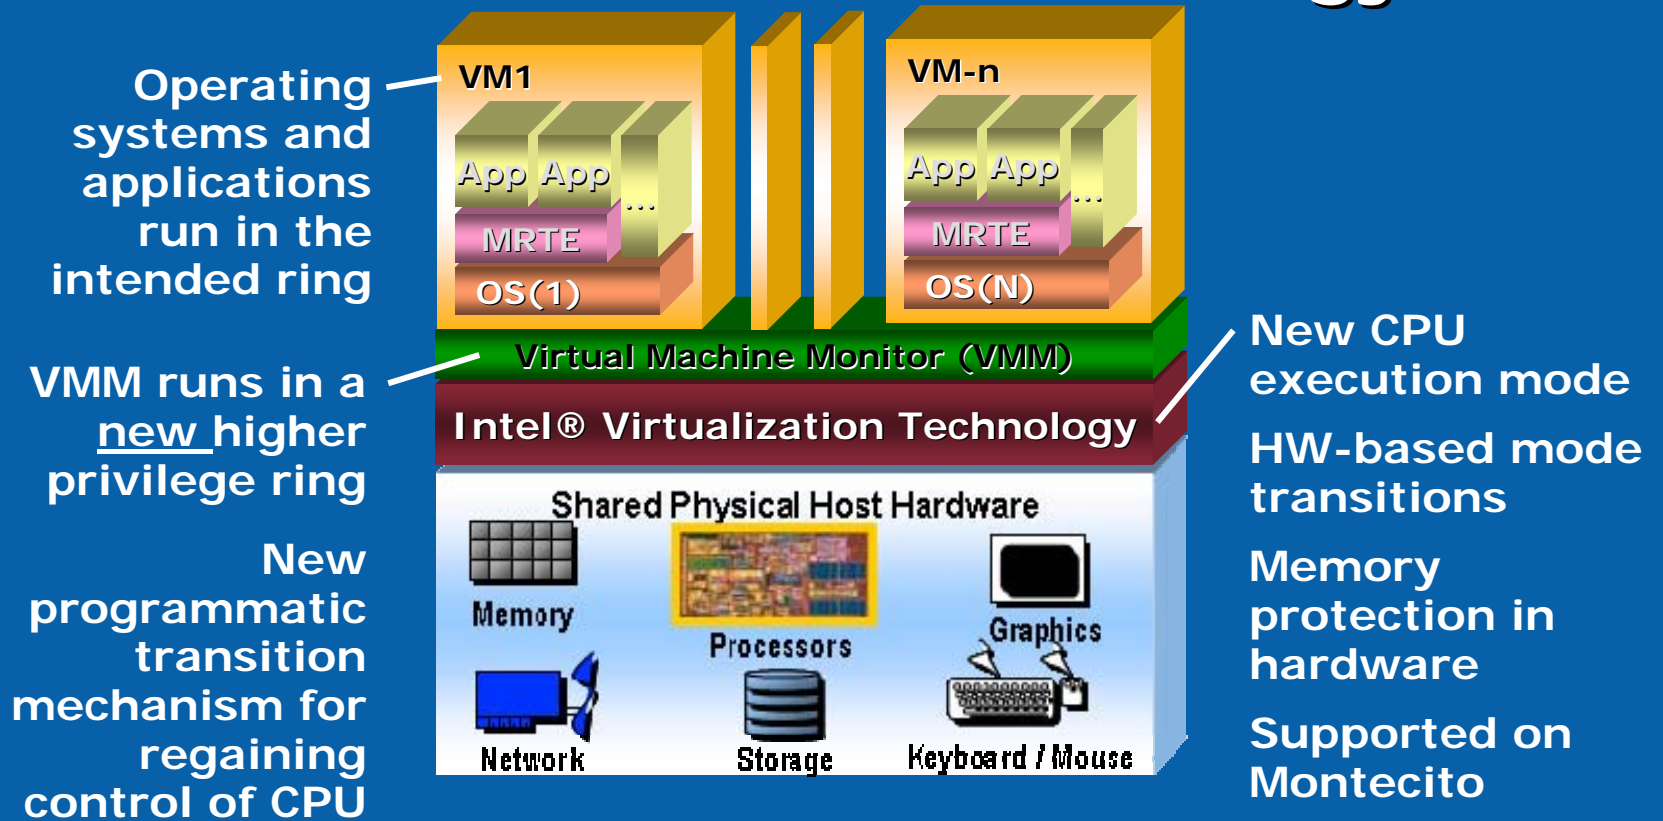 Operating
systems and
applications
run in the
intended ring
VMM runs in a
new higher
privilege ring
New
programmatic
transition
mechanism for
regaining
control of CPU
VM1
App App
...
MRTE
OS(1)
VM-n
App App
...
MRTE
OS(N)
Virtual Machine Monitor (VMM)
Intel® Virtualization Technology
Shared Physical Host Hardware
Memory
Processors
Graphics
Network
Storage
Keyboard / Mouse
New CPU
execution mode
HW-based mode
transitions
Memory
protection in
hardware
Supported on
Montecito